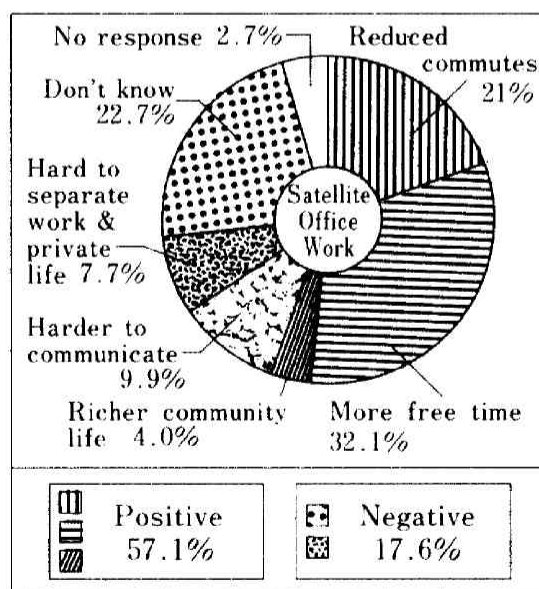 No response 2.7%
Reduced
commutes
21%
Don't know
22.7%
Hard to
separate
work &
private
life 7.7%
Satellite
Office
Work
Harder to
communicate
9.9%
Richer community
life 4.0%
More free time
32.1%
Positive
57.1%
Negative
17.6%